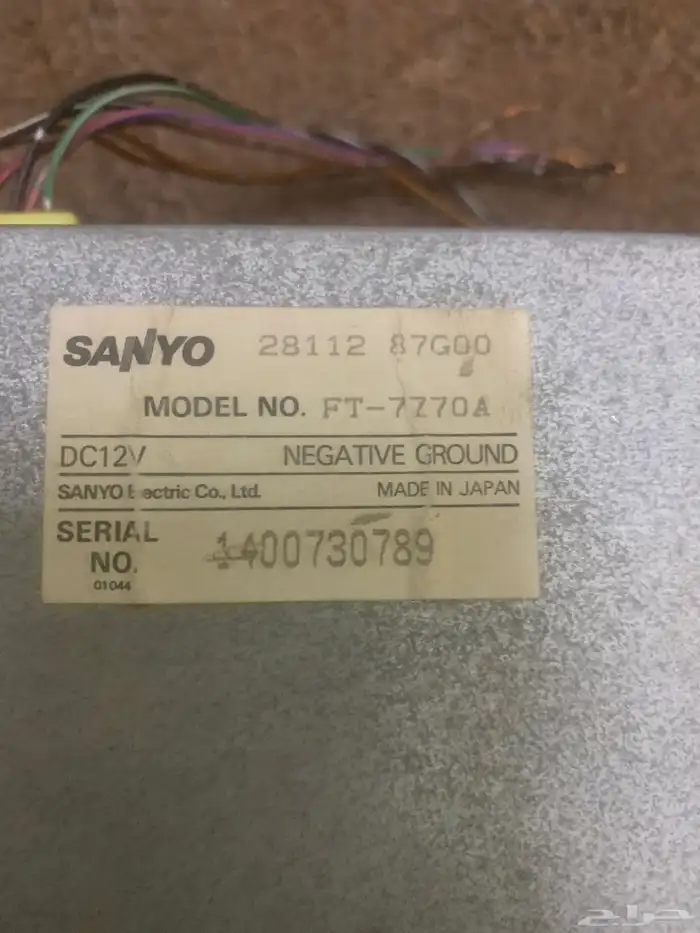 SANYO 28112 87G00
MODEL NO. FT-7770A
DC12V NEGATIVE GROUND
SANYO Electric Co., Ltd. MADE IN JAPAN
SERIAL NO. 1400730789
01044
حراج